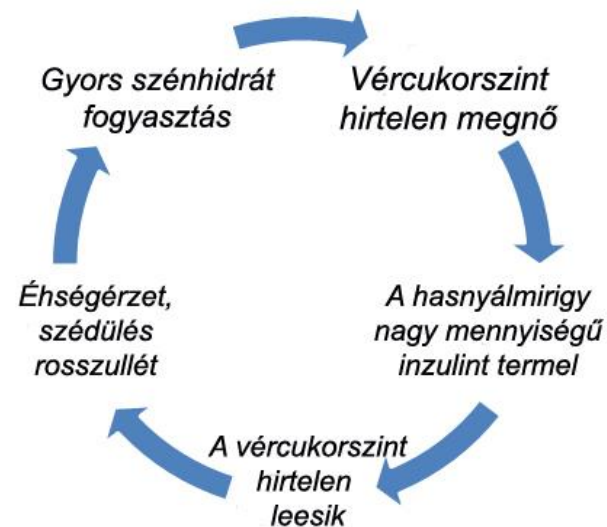 Gyors szénhidrát
fogyasztás
Vércukorszint
hirtelen megnő
A hasnyálmirigy
nagy mennyiségű
inzulint termel
A vércukorszint
hirtelen
leesik
Éhségérzet,
szédülés
rosszullét